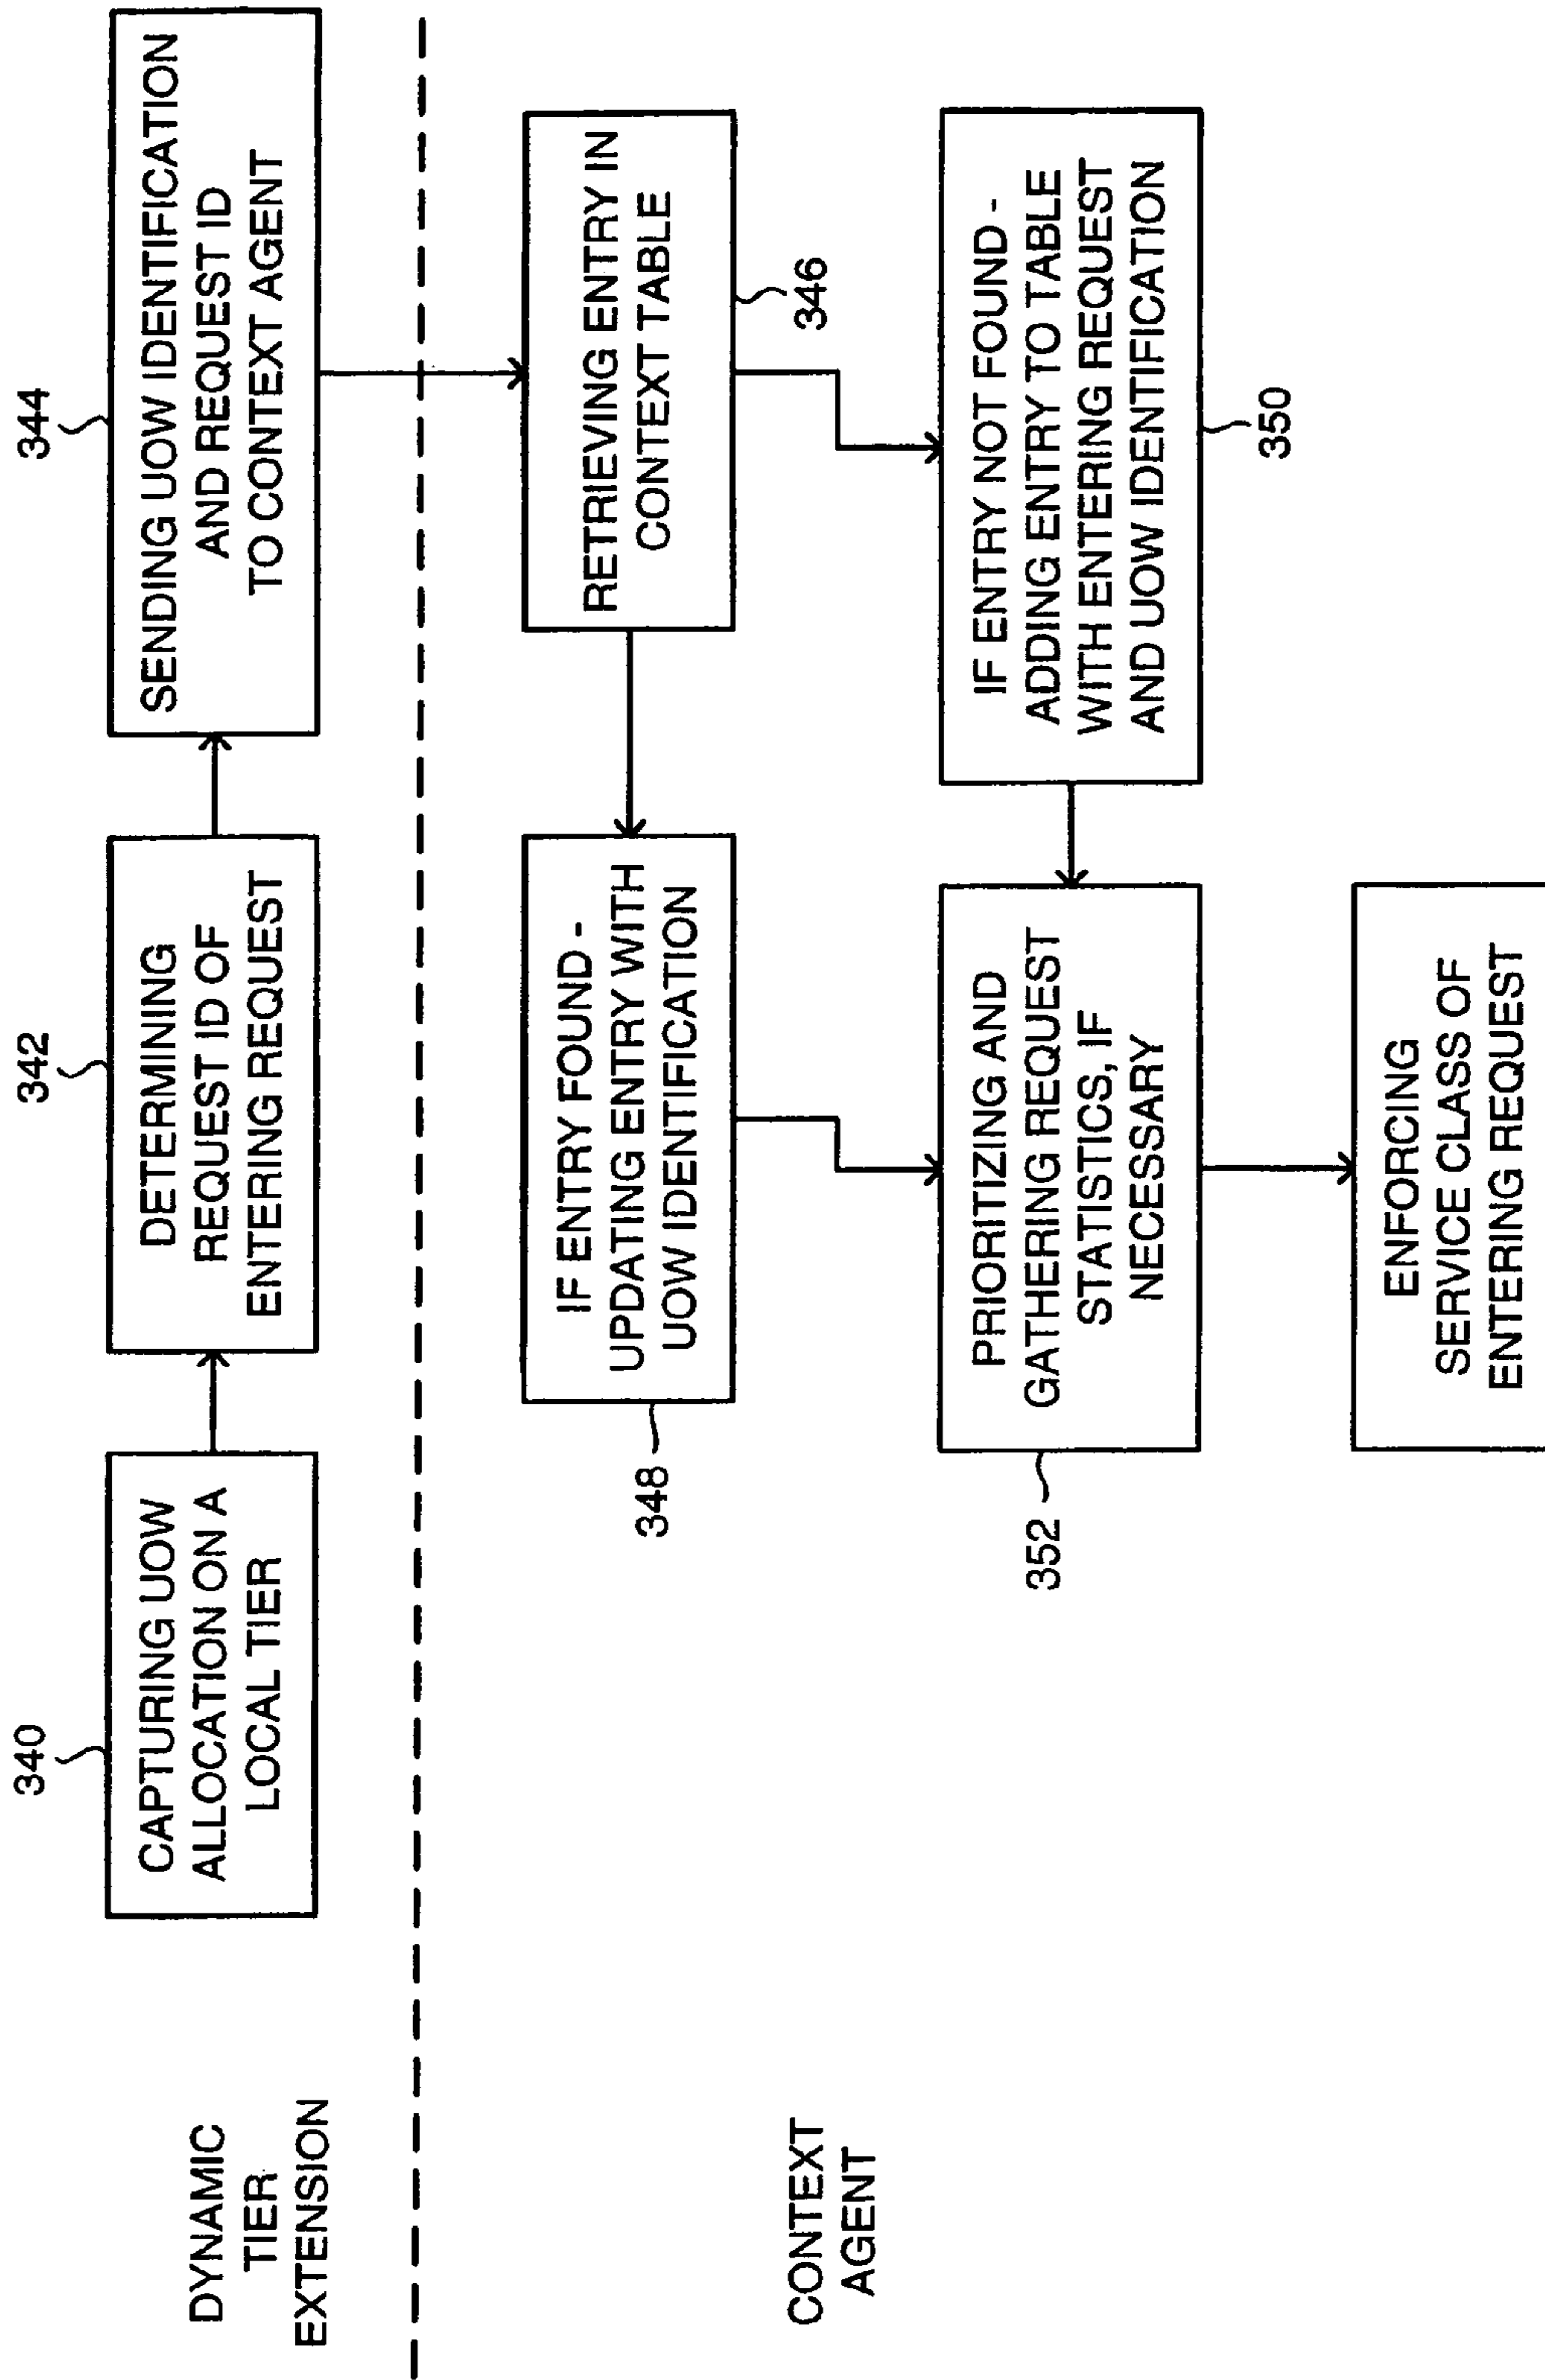 DYNAMIC
TIER
EXTENSION
340
CAPTURING UOW
ALLOCATION ON A
LOCAL TIER
342
DETERMINING
REQUEST ID OF
ENTERING REQUEST
344
SENDING UOW IDENTIFICATION
AND REQUEST ID
TO CONTEXT AGENT
CONTEXT
AGENT
RETRIEVING ENTRY IN
CONTEXT TABLE
346
IF ENTRY FOUND -
UPDATING ENTRY WITH
UOW IDENTIFICATION
348
IF ENTRY NOT FOUND -
ADDING ENTRY TO TABLE
WITH ENTERING REQUEST
AND UOW IDENTIFICATION
350
PRIORITIZING AND
GATHERING REQUEST
STATISTICS, IF
NECESSARY
352
ENFORCING
SERVICE CLASS OF
ENTERING REQUEST